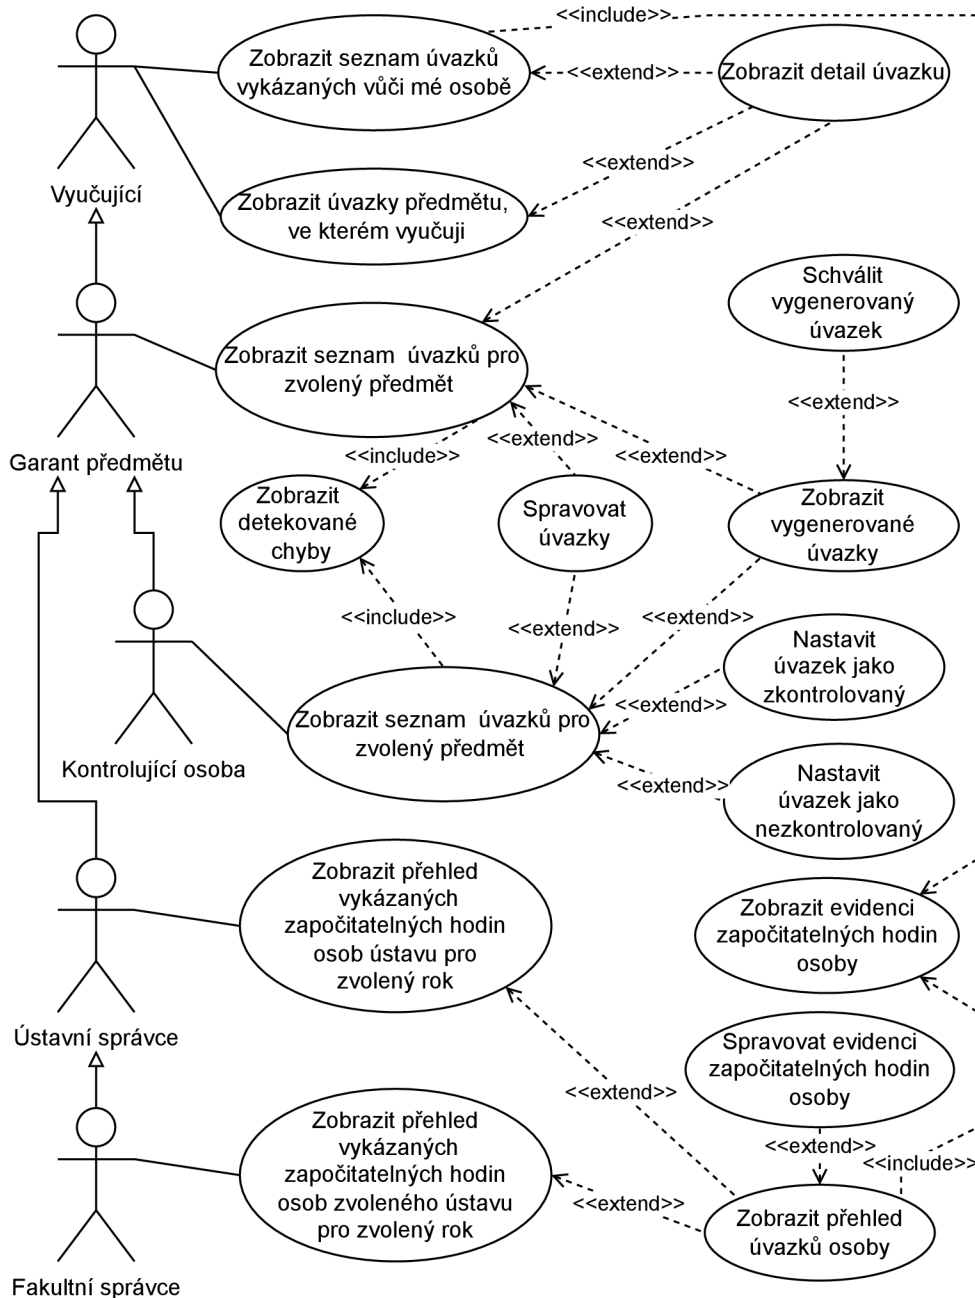 <<include>>
Zobrazit seznam úvazků
vykázaných vůči mé osobě
<<extend>>
Zobrazit detail úvazku
<<extend>>
Vyučující
Zobrazit úvazky předmětu,
ve kterém vyučuji
<<extend>>
Schválit
vygenerovaný
úvazek
Zobrazit seznam  úvazků pro
zvolený předmět
<<extend>>
Garant předmětu
<<include>>
<<extend>>
<<extend>>
Zobrazit
detekované
chyby
Spravovat
úvazky
Zobrazit
vygenerované
úvazky
<<include>>
<<extend>>
<<extend>>
Nastavit
úvazek jako
zkontrolovaný
Zobrazit seznam  úvazků pro
zvolený předmět
<<extend>>
Kontrolující osoba
<<extend>>
Nastavit
úvazek jako
nezkontrolovaný
Zobrazit přehled
vykázaných
započitatelných hodin
osob ústavu pro
zvolený rok
Zobrazit evidenci
započitatelných hodin
osoby
Ústavní správce
Spravovat evidenci
započitatelných hodin
osoby
<<extend>>
<<extend>>
<<include>>
Zobrazit přehled
vykázaných
započitatelných hodin
osob zvoleného ústavu
pro zvolený rok
<<extend>>
Zobrazit přehled
úvazků osoby
Fakultní správce